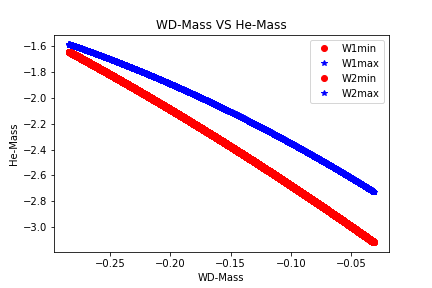 WD-Mass VS He-Mass
W1min
W1max
W2min
W2max
−1.6
−1.8
−2.0
−2.2
−2.4
−2.6
−2.8
−3.0
He-Mass
−0.25 −0.20 −0.15 −0.10 −0.05
WD-Mass